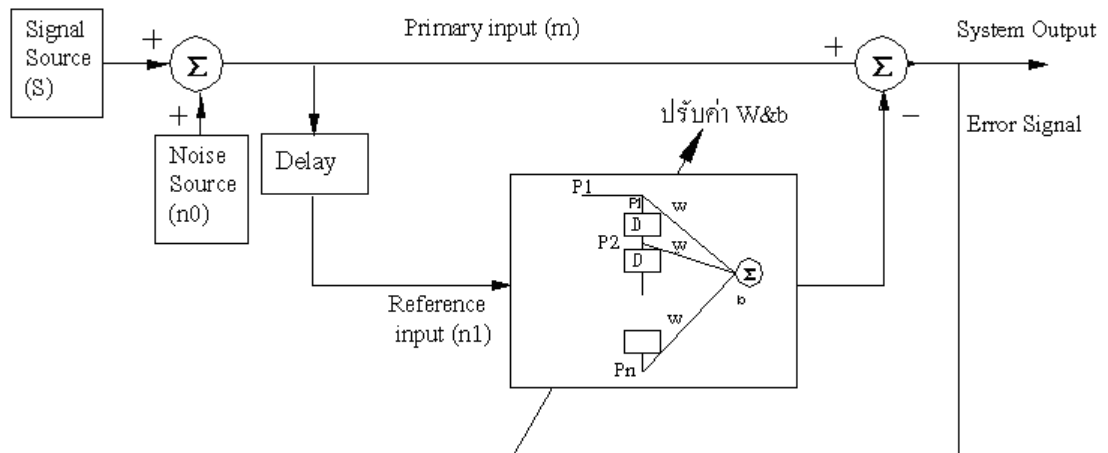 Signal
Source
(S)
+
Σ
+
Noise
Source
(n0)
Primary input (m)
Delay
Reference
input (n1)
ปรับค่า W&b
P1
P1
D
P2
D
Pn
w
w
w
Σ
b
+
Σ
−
System Output
Error Signal